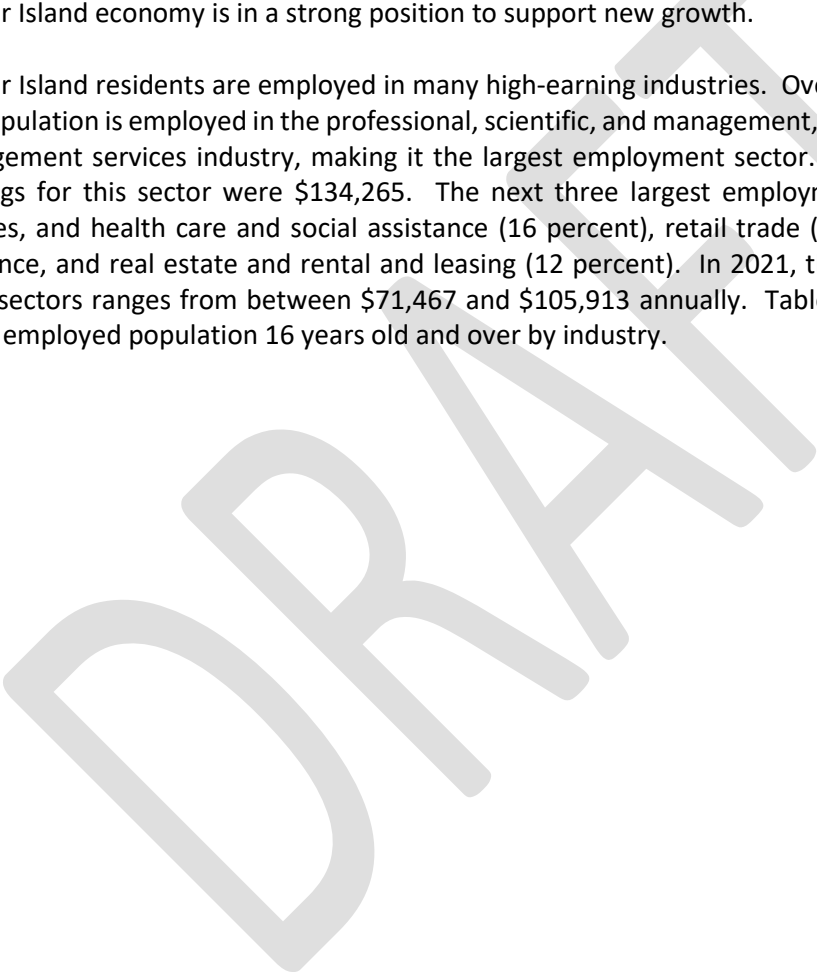 r Island economy is in a strong position to support new growth.
r Island residents are employed in many high-earning industries. Ove
pulation is employed in the professional, scientific, and management,
gement services industry, making it the largest employment sector.
gs for this sector were $134,265. The next three largest employm
es, and health care and social assistance (16 percent), retail trade (
nce, and real estate and rental and leasing (12 percent). In 2021, t
sectors ranges from between $71,467 and $105,913 annually. Table
employed population 16 years old and over by industry.
DRAFT